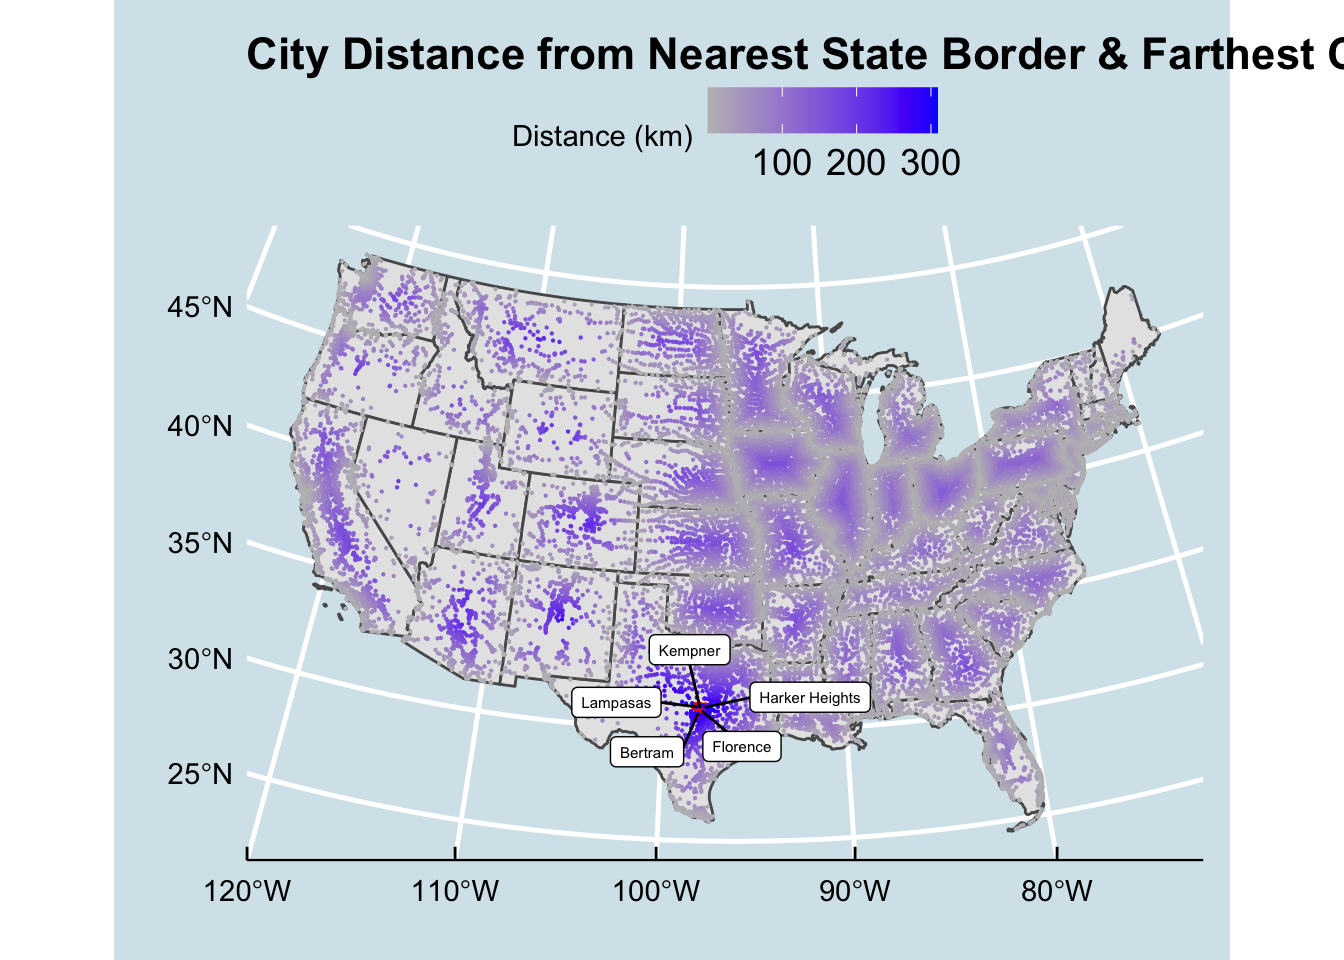 City Distance from Nearest State Border & Farthest
Distance (km)
100 200 300
45°N
40°N
35°N
30°N
25°N
Kempner
Harker Heights
Lampasas
Florence
Bertram
120°W 110°W 100°W 90°W 80°W